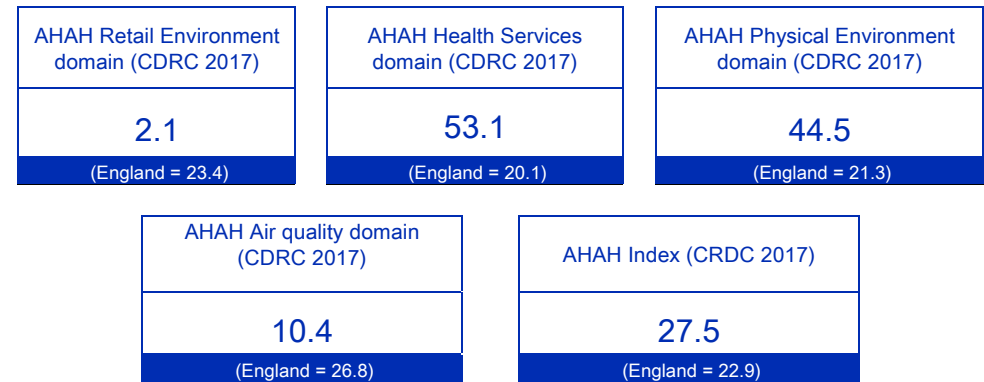 AHAH Retail Environment
domain (CDRC 2017)
2.1
(England = 23.4)
AHAH Health Services
domain (CDRC 2017)
53.1
(England = 20.1)
AHAH Physical Environment
domain (CDRC 2017)
44.5
(England = 21.3)
AHAH Air quality domain
(CDRC 2017)
10.4
(England = 26.8)
AHAH Index (CRDC 2017)
27.5
(England = 22.9)